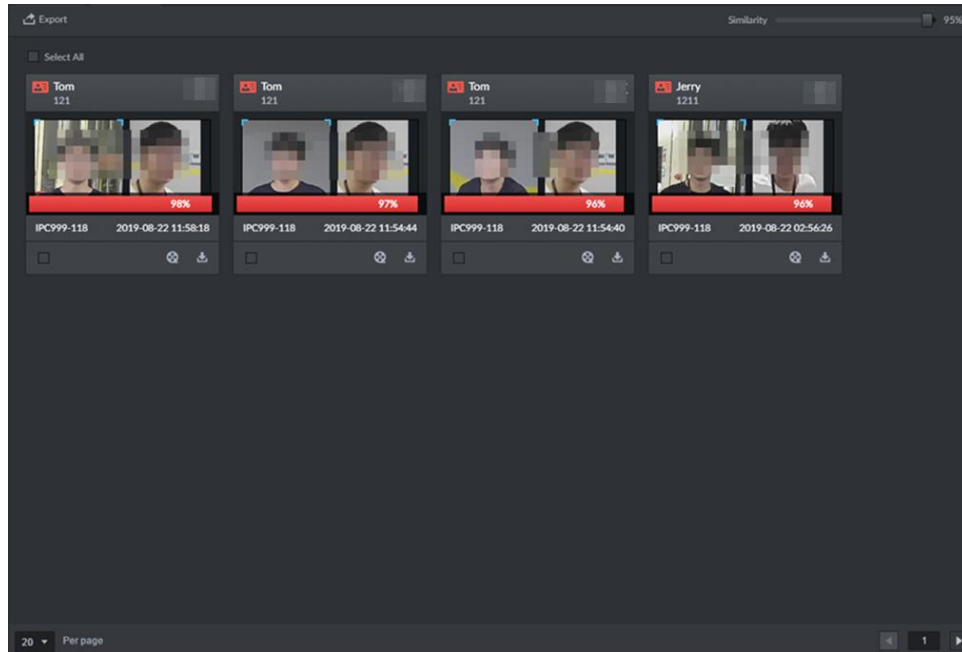 Export
Similarity 95%
Select All
Tom
121
Tom
121
Tom
121
Jerry
1211
98%
97%
96%
96%
IPC999-118 2019-08-22 11:58:18
IPC999-118 2019-08-22 11:54:44
IPC999-118 2019-08-22 11:54:40
IPC999-118 2019-08-22 02:56:26
20 Per page
1